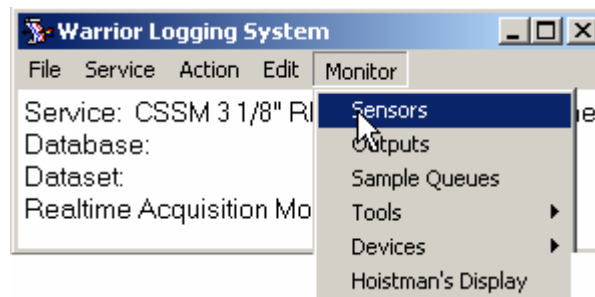 Warrior Logging System
File Service Action Edit Monitor
Service: CSSM 3 1/8"
Database:
Dataset:
Realtime Acquisition
Sensors
Outputs
Sample Queues
Tools
Devices
Hoistman's Display